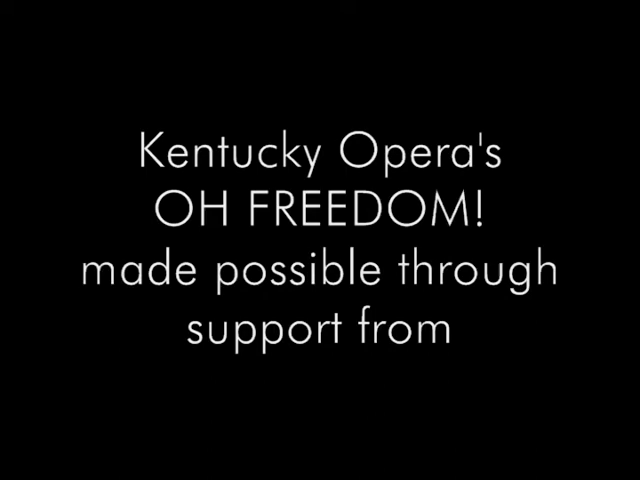 Kentucky Opera's
OH FREEDOM!
made possible through
support from